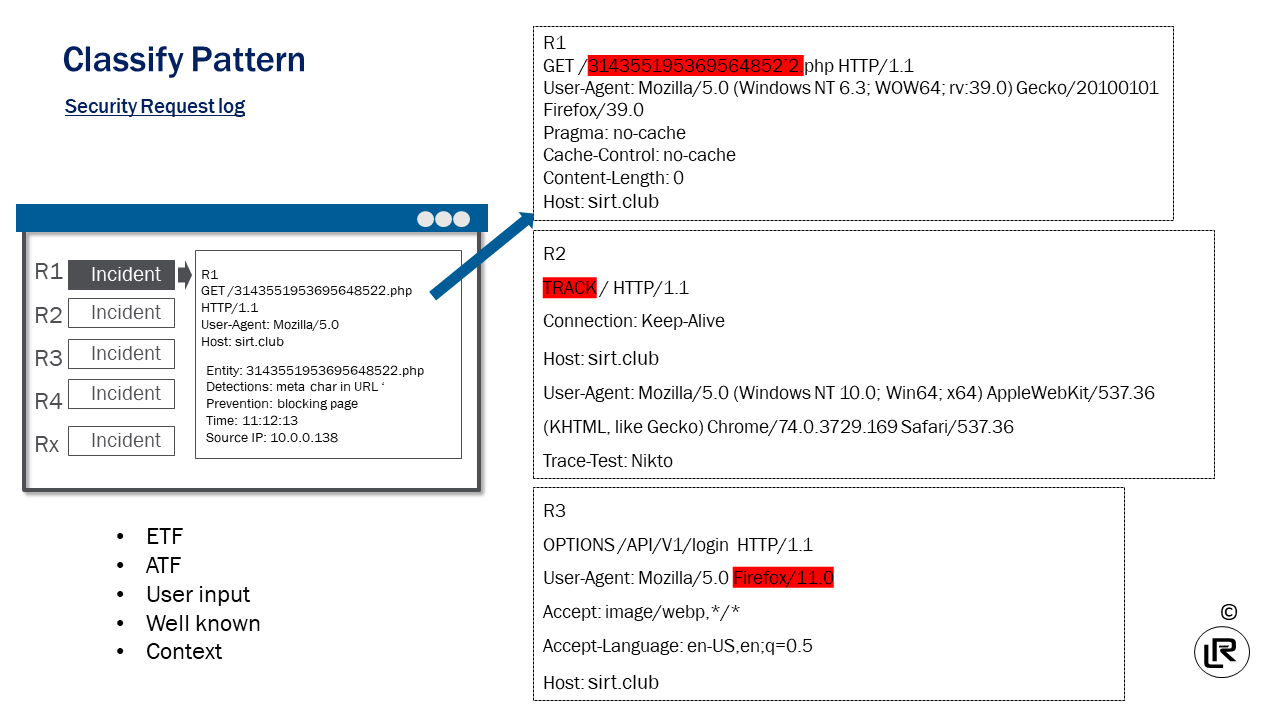 Classify Pattern
Security Request log
R1
Incident
R2
Incident
R3
Incident
R4
Incident
Rx
Incident
R1
GET /3143551953695648522.php
HTTP/1.1
User-Agent: Mozilla/5.0
Host: sirt.club
Entity: 3143551953695648522.php
Detections: meta char in URL ‘
Prevention: blocking page
Time: 11:12:13
Source IP: 10.0.0.138
• ETF
• ATF
• User input
• Well known
• Context
R1
GET /314355195369564852`2.php HTTP/1.1
User-Agent: Mozilla/5.0 (Windows NT 6.3; WOW64; rv:39.0) Gecko/20100101
Firefox/39.0
Pragma: no-cache
Cache-Control: no-cache
Content-Length: 0
Host: sirt.club
R2
TRACK / HTTP/1.1
Connection: Keep-Alive
Host: sirt.club
User-Agent: Mozilla/5.0 (Windows NT 10.0; Win64; x64) AppleWebKit/537.36
(KHTML, like Gecko) Chrome/74.0.3729.169 Safari/537.36
Trace-Test: Nikto
R3
OPTIONS /API/V1/login HTTP/1.1
User-Agent: Mozilla/5.0 Firefox/11.0
Accept: image/webp,*/*
Accept-Language: en-US,en;q=0.5
Host: sirt.club
©
LR